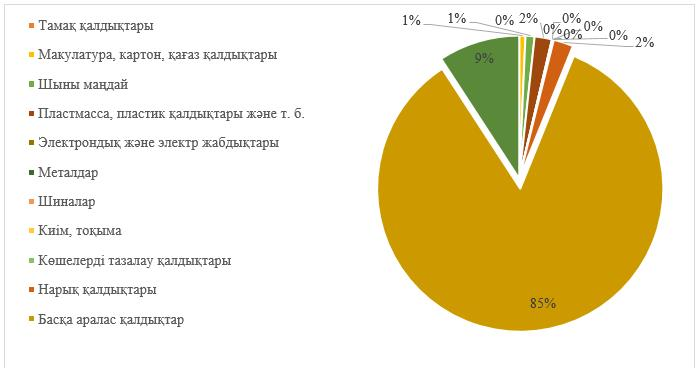 Тамақ қалдықтары
Макулатура, картон, қағаз қалдықтары
Шыны маңдай
Пластмасса, пластик қалдықтары және т. б.
Электрондық және электр жабдықтары
Металдар
Шиналар
Киім, тоқыма
Көшелерді тазалау қалдықтары
Нарық қалдықтары
Басқа аралас қалдықтар
1%
1%
0%
2%
0%
0%
0%
0%
0%
2%
9%
85%